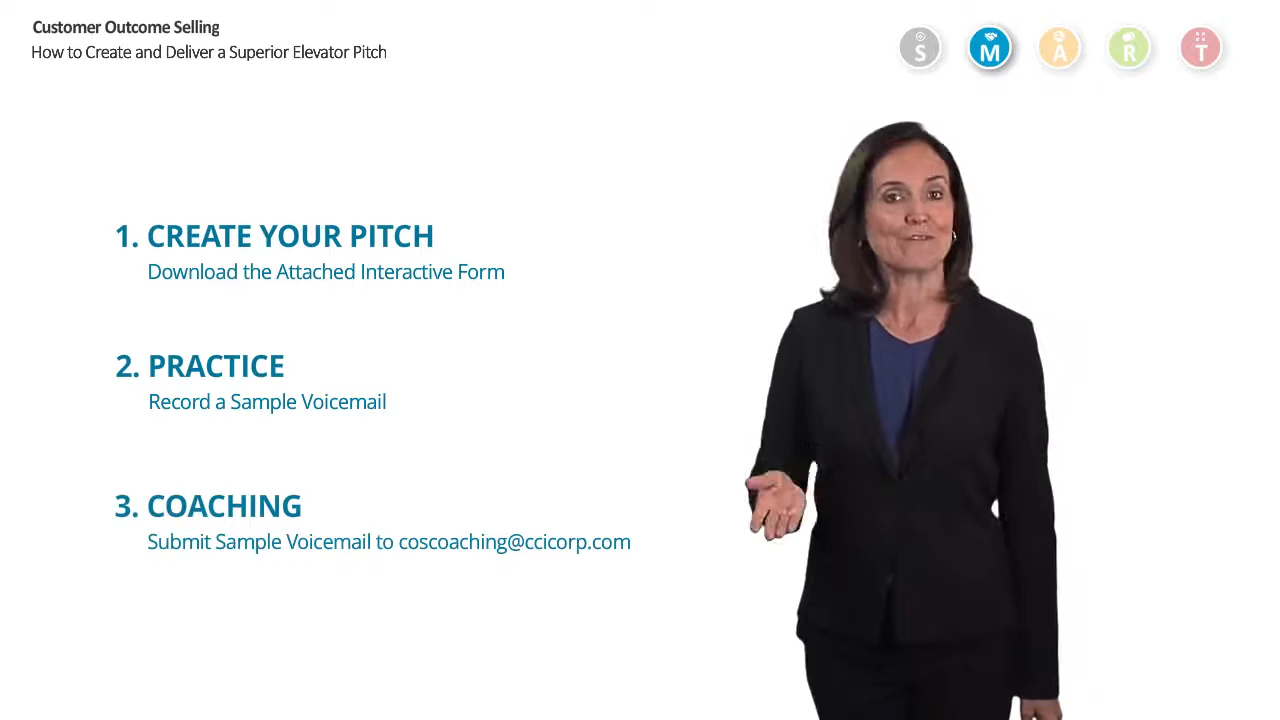 Customer Outcome Selling
How to Create and Deliver a Superior Elevator Pitch
S M A R T
1. CREATE YOUR PITCH
Download the Attached Interactive Form
2. PRACTICE
Record a Sample Voicemail
3. COACHING
Submit Sample Voicemail to coscoaching@ccicorp.com